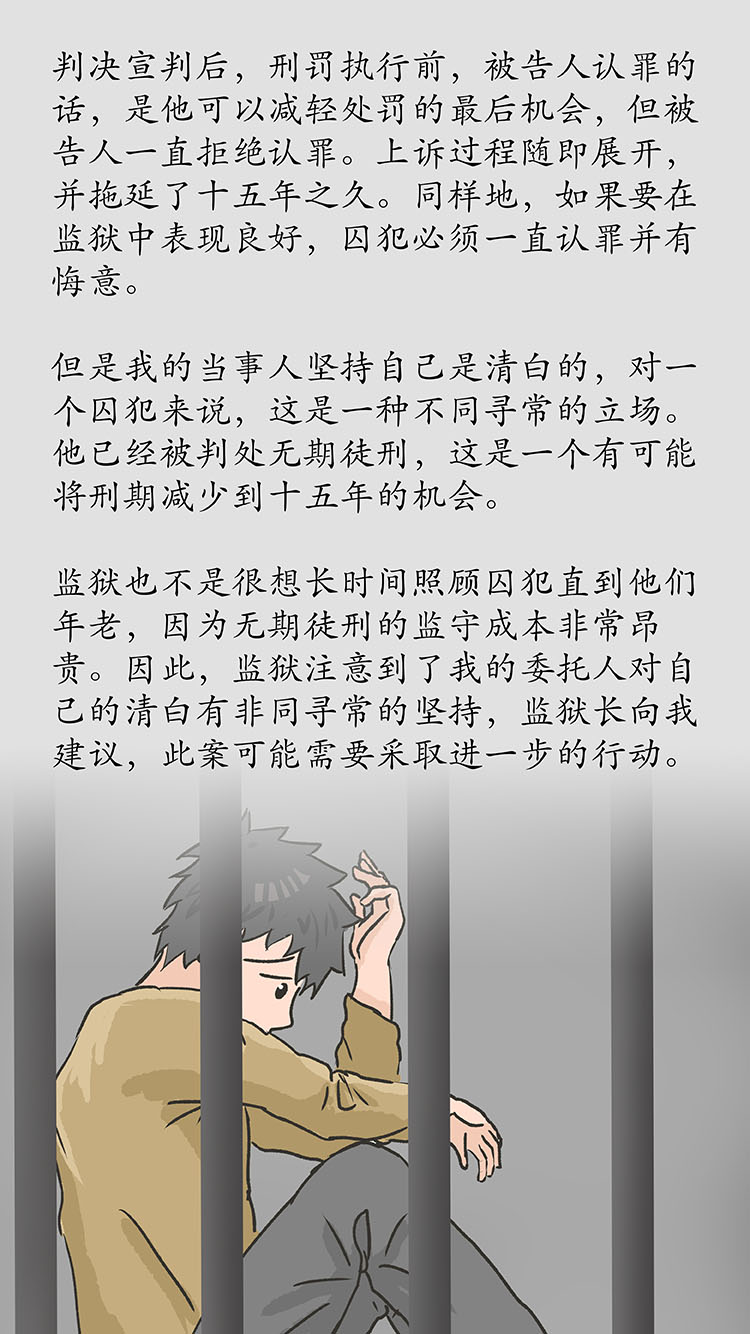 判决宣判后，刑罚执行前，被告人认罪的
话，是他可以减轻处罚的最后机会，但被
告人一直拒绝认罪。上诉过程随即展开，
并拖延了十五年之久。同样地，如果要在
监狱中表现良好，囚犯必须一直认罪并有
悔意。
但是我的当事人坚持自己是清白的，对一
个囚犯来说，这是一种不同寻常的立场。
他已经被判处无期徒刑，这是一个有可能
将刑期减少到十五年的机会。
监狱也不是很想长时间照顾囚犯直到他们
年老，因为无期徒刑的监守成本非常昂
贵。因此，监狱注意到了我的委托人对自
己的清白有非同寻常的坚持，监狱长向我
建议，此案可能需要采取进一步的行动。